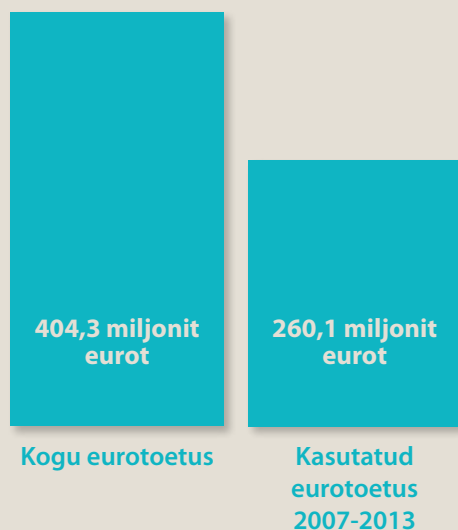 404,3 miljonit
eurot
260,1 miljonit
eurot
Kogu eurotoetus
Kasutatud
eurotoetus
2007-2013